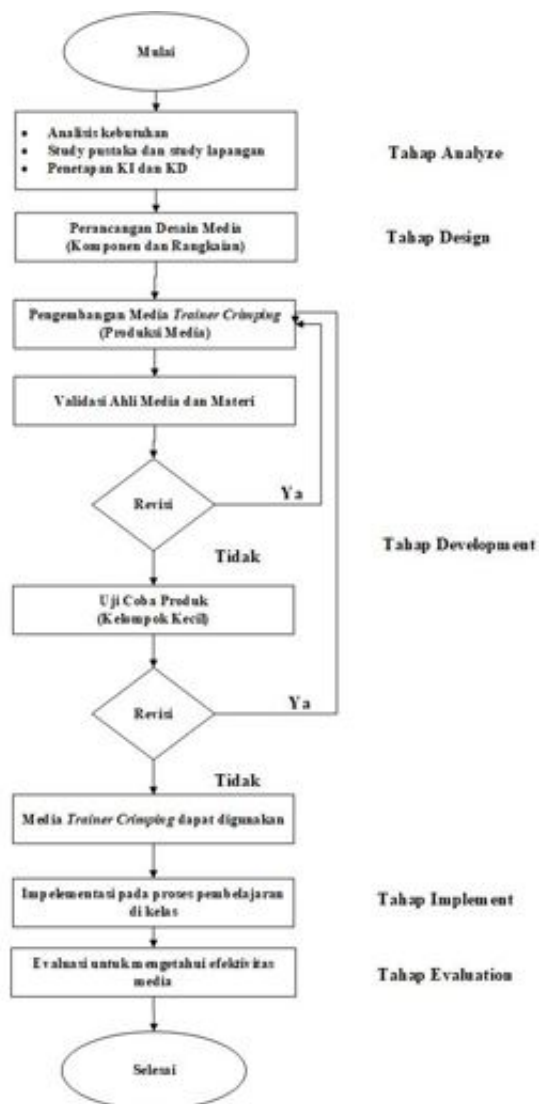 Mulai
• Analisis kebutuhan
• Study pustaka dan study lapangan
• Penetapan KI dan KD
Tahap Analyze
Perancangan Desain Media
(Komponen dan Rangkaian)
Tahap Design
Pengembangan Media Trainer Crimping
(Produksi Media)
Validasi Ahli Media dan Materi
Revisi
Ya
Tidak
Tahap Development
Uji Coba Produk
(Kelompok Kecil)
Revisi
Ya
Tidak
Media Trainer Crimping dapat digunakan
Impelementasi pada proses pembelajaran
di kelas
Tahap Implement
Evaluasi untuk mengetahui efektivitas
media
Tahap Evaluation
Selesai